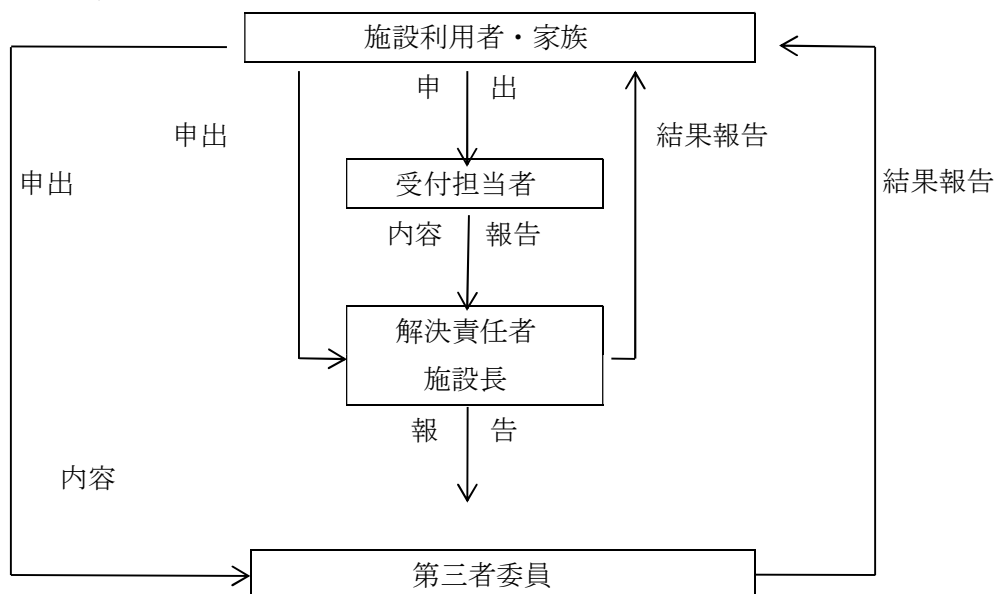 施設利用者・家族
申 出
申出
結果報告
申出
受付担当者
結果報告
内容 報告
解決責任者
施設長
報 告
内容
第三者委員